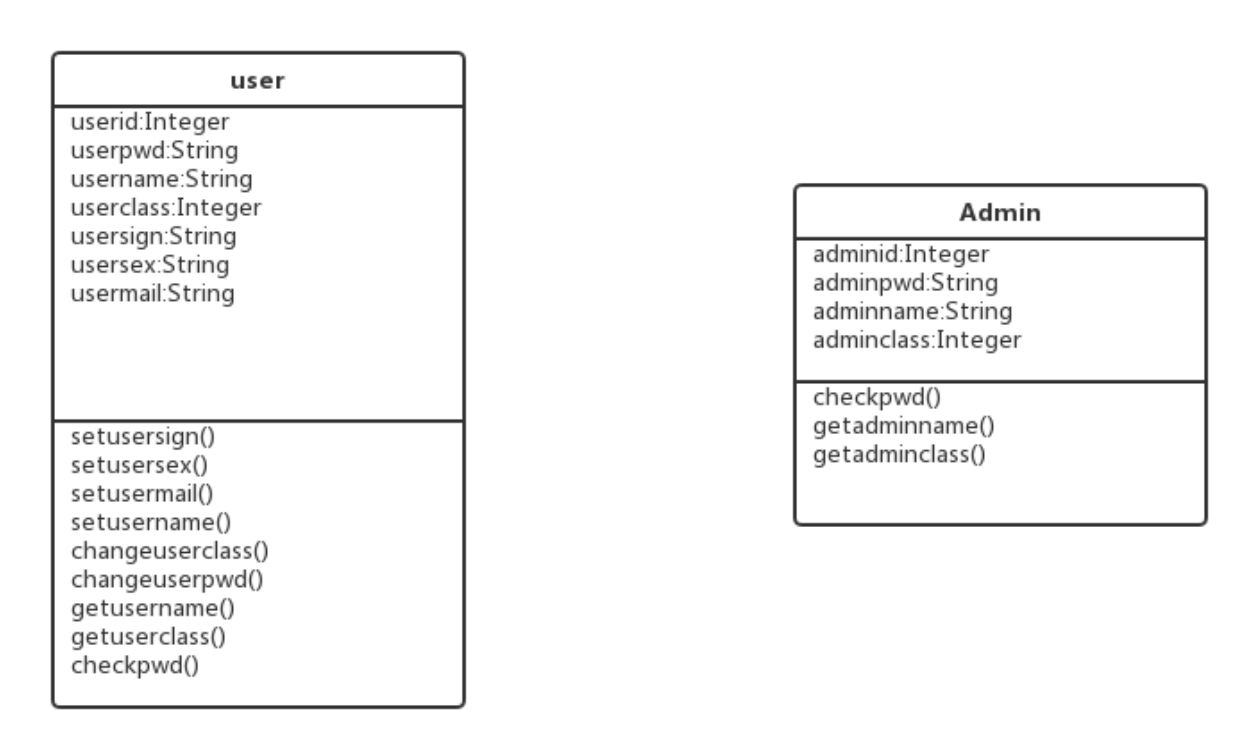 user
userid:Integer
userpwd:String
username:String
userclass:Integer
usersign:String
usersex:String
usermail:String
setusersign()
setusersex()
setusermail()
setusername()
changeuserclass()
changeuserpwd()
getusername()
getuserclass()
checkpwd()
Admin
adminid:Integer
adminpwd:String
adminname:String
adminclass:Integer
checkpwd()
getadminname()
getadminclass()